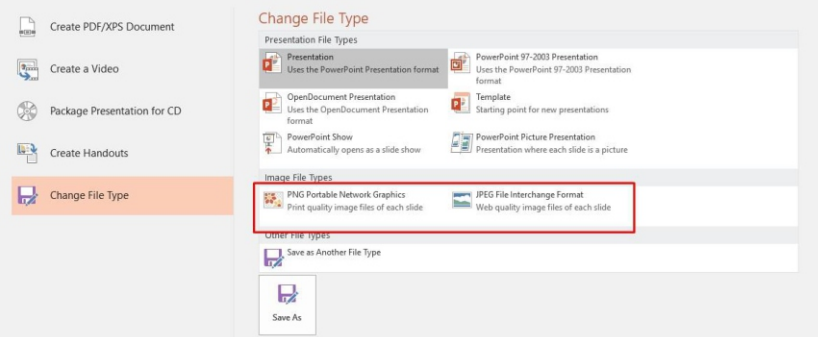 Create PDF/XPS Document
Create a Video
Package Presentation for CD
Create Handouts
Change File Type
Change File Type
Presentation File Types
Presentation
Uses the PowerPoint Presentation format
PowerPoint 97-2003 Presentation
Uses the PowerPoint 97-2003 Presentation
format
OpenDocument Presentation
Uses the OpenDocument Presentation
format
Template
Starting point for new presentations
PowerPoint Show
Automatically opens as a slide show
PowerPoint Picture Presentation
Presentation where each slide is a picture
Image File Types
PNG Portable Network Graphics
Print quality image files of each slide
JPEG File Interchange Format
Web quality image files of each slide
Other File Types
Save as Another File Type
Save As